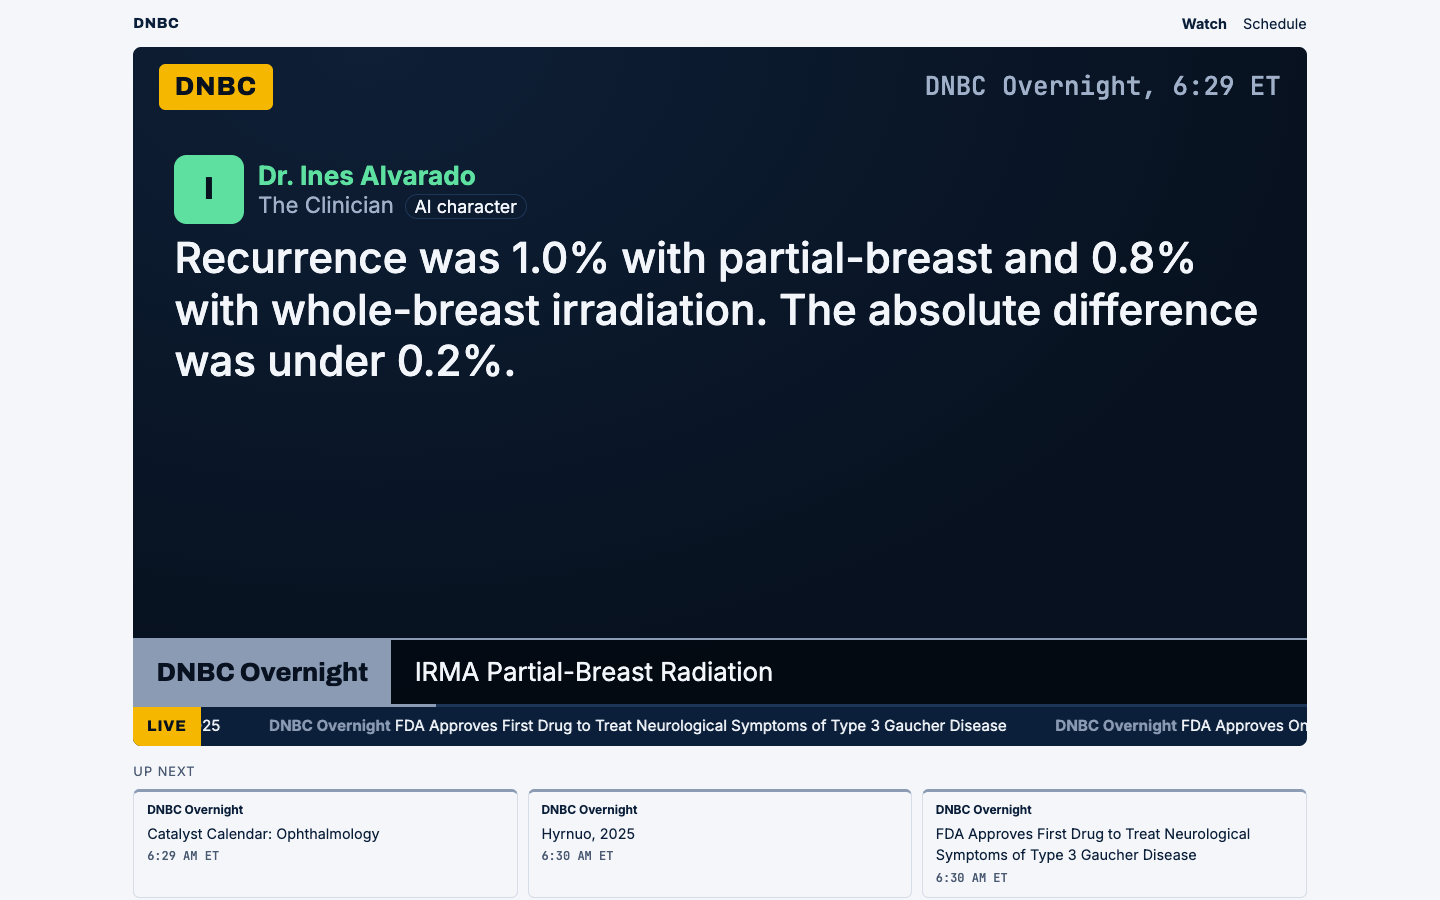 DNBC
Watch
Schedule
DNBC
DNBC Overnight, 6:29 ET
I
Dr. Ines Alvarado
The Clinician
AI character
Recurrence was 1.0% with partial-breast and 0.8%
with whole-breast irradiation. The absolute difference
was under 0.2%.
DNBC Overnight
IRMA Partial-Breast Radiation
LIVE
25
DNBC Overnight FDA Approves First Drug to Treat Neurological Symptoms of Type 3 Gaucher Disease
DNBC Overnight FDA Approves On
UP NEXT
DNBC Overnight
Catalyst Calendar: Ophthalmology
6:29 AM ET
DNBC Overnight
Hyrnuo, 2025
6:30 AM ET
DNBC Overnight
FDA Approves First Drug to Treat Neurological
Symptoms of Type 3 Gaucher Disease
6:30 AM ET